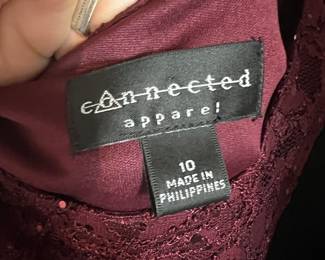 connected
apparel
10
MADE IN
PHILIPPINES